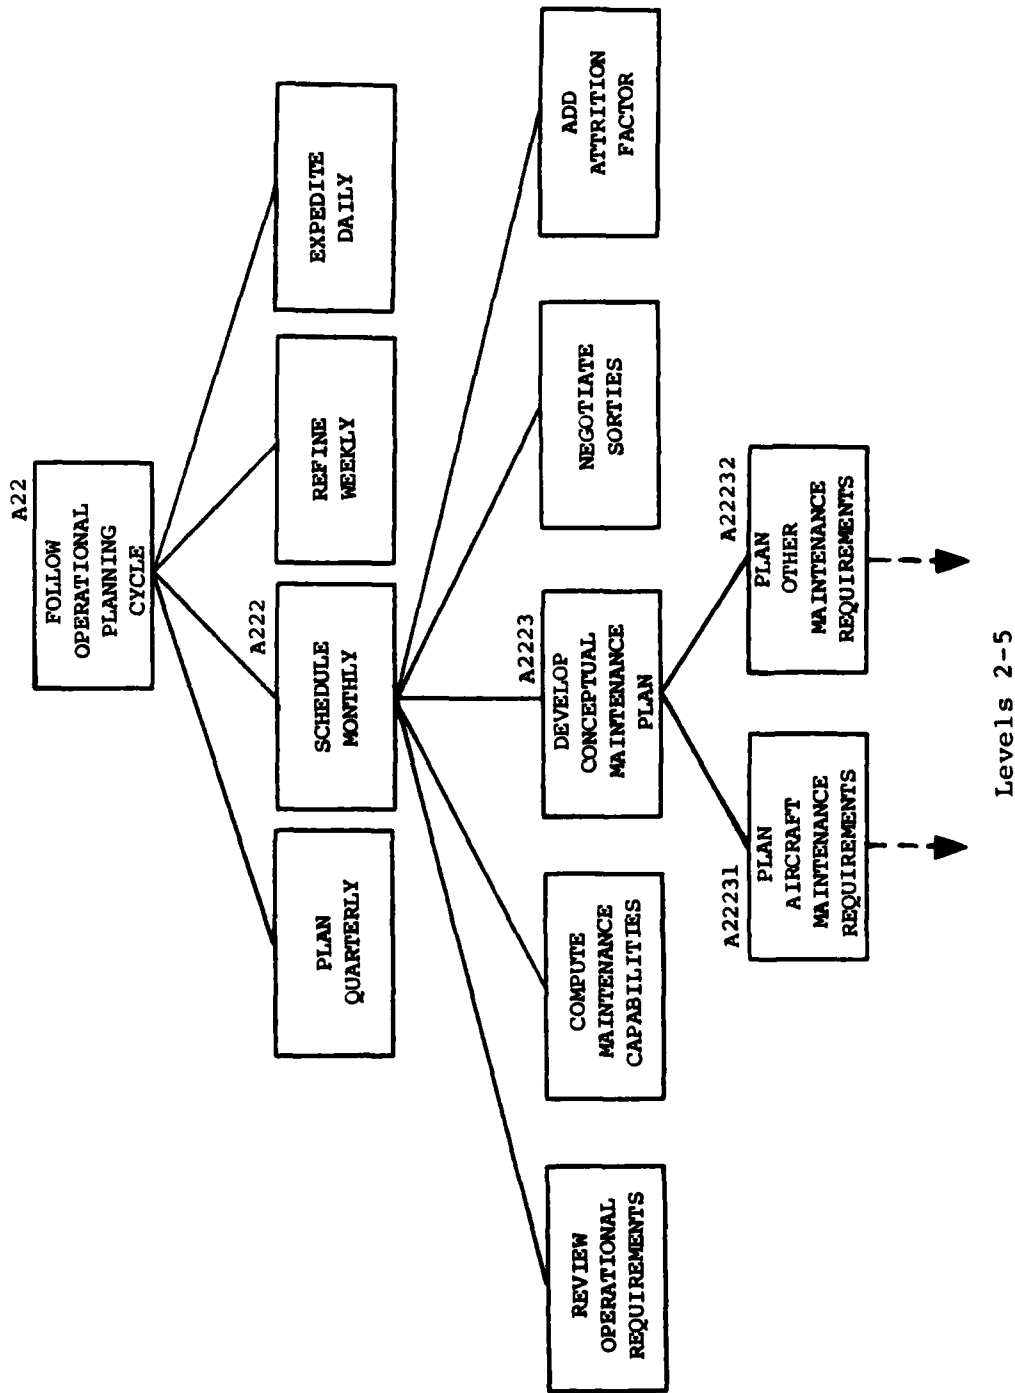 A22
FOLLOW
OPERATIONAL
PLANNING
CYCLE
PLAN
QUARTERLY
A222
SCHEDULE
MONTHLY
REFINE
WEEKLY
EXPEDITE
DAILY
REVIEW
OPERATIONAL
REQUIREMENTS
COMPUTE
MAINTENANCE
CAPABILITIES
A2223
DEVELOP
CONCEPTUAL
MAINTENANCE
PLAN
NEGOTIATE
SORTIES
ADD
ATTRITION
FACTOR
A22231
PLAN
AIRCRAFT
MAINTENANCE
REQUIREMENTS
A22232
PLAN
OTHER
MAINTENANCE
REQUIREMENTS
Levels 2-5